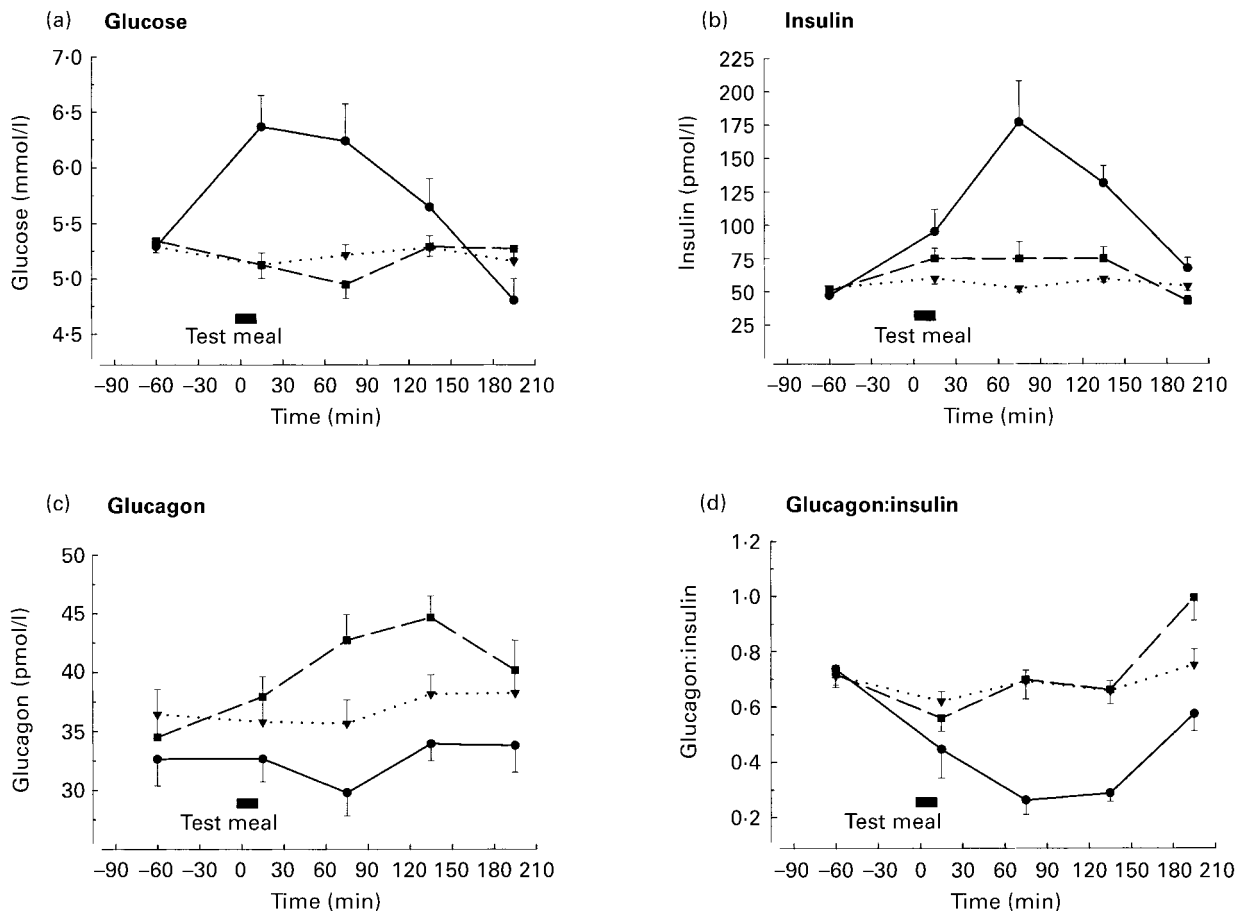 (a) Glucose
7·0
6·5
6·0
5·5
5·0
4·5
Glucose (mmol/l)
Test meal
–90 –60 –30 0 30 60 90 120 150 180 210
Time (min)
(b) Insulin
225
200
175
150
125
100
75
50
25
Insulin (pmol/l)
Test meal
–90 –60 –30 0 30 60 90 120 150 180 210
Time (min)
(c) Glucagon
50
45
40
35
30
Glucagon (pmol/l)
Test meal
–90 –60 –30 0 30 60 90 120 150 180 210
Time (min)
(d) Glucagon:insulin
1·2
1·0
0·8
0·6
0·4
0·2
Glucagon:insulin
Test meal
–90 –60 –30 0 30 60 90 120 150 180 210
Time (min)